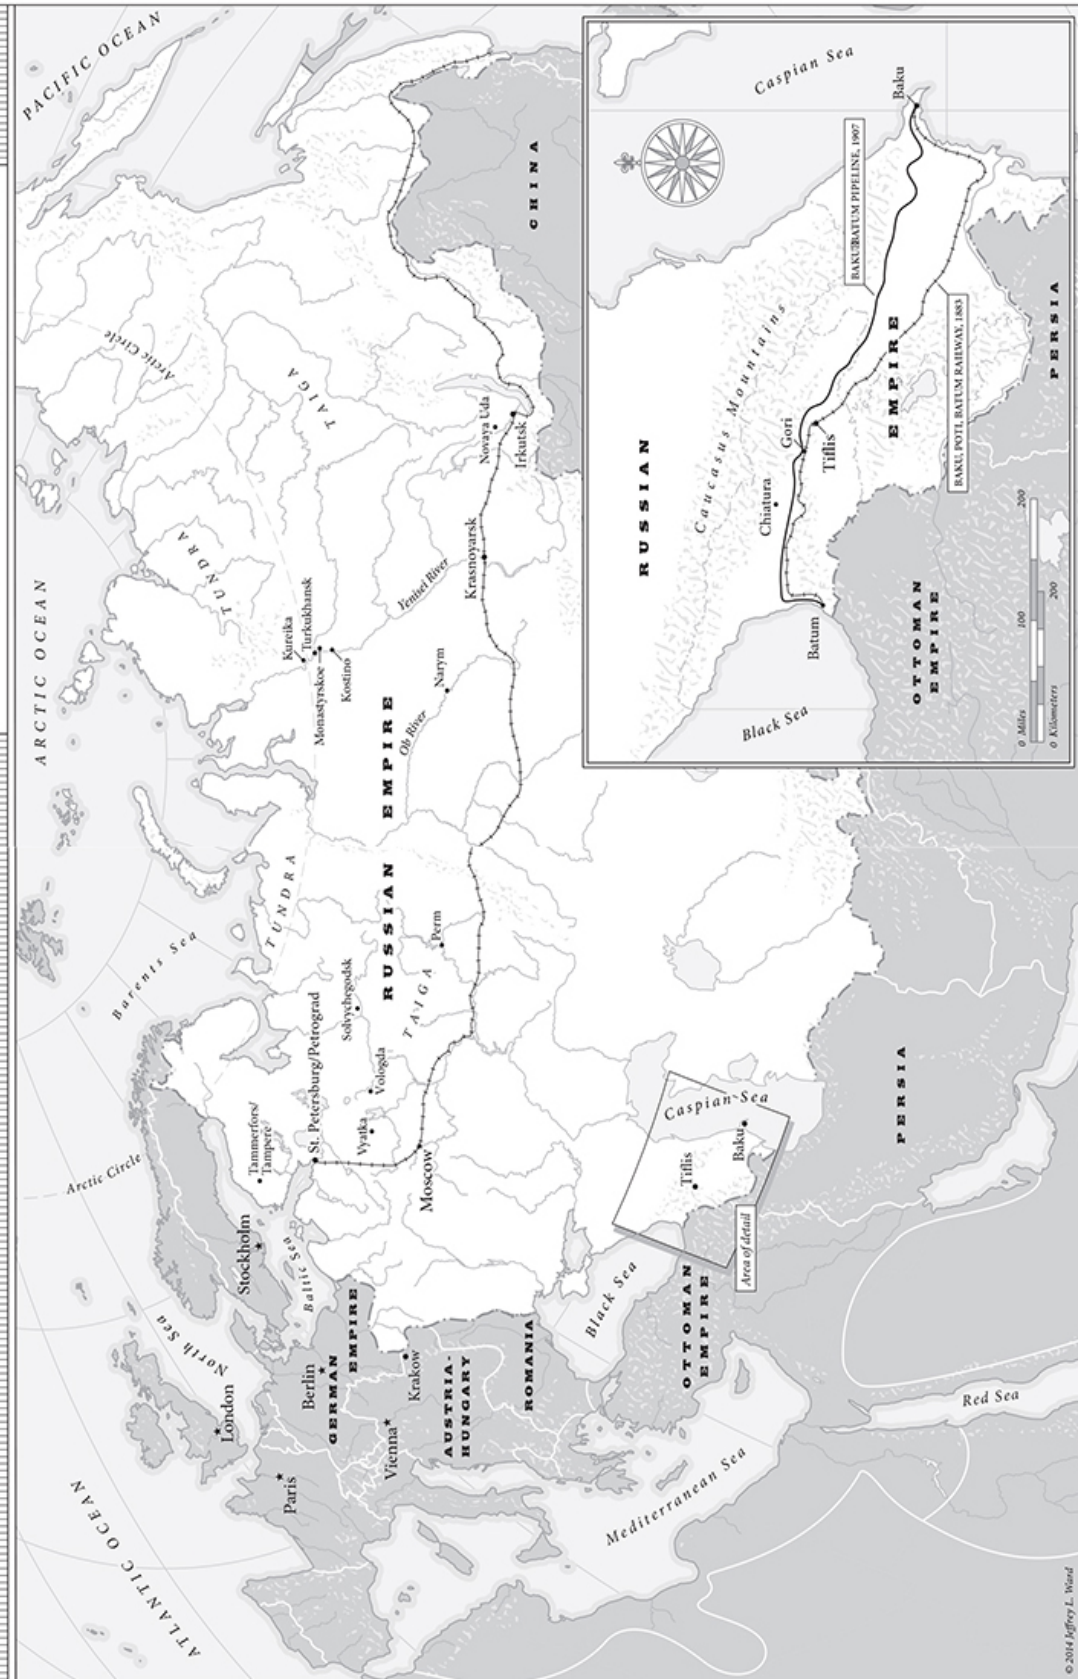 PACIFIC OCEAN
ARCTIC OCEAN
ATLANTIC OCEAN
Barents Sea
North Sea
Baltic Sea
Arctic Circle
Arctic Circle
TUNDRA
TUNDRA
TAIGA
TAIGA
RUSSIAN EMPIRE
CHINA
London
Paris
Stockholm
Berlin
GERMAN
EMPIRE
Vienna
Krakow
AUSTRIA-
HUNGARY
ROMANIA
Tammerfors/
Tampere
St. Petersburg/Petrograd
Vyatka
Vologda
Solvychegodsk
Moscow
Perm
Ob River
Narym
Kureika
Turkukhansk
Monastyrskoe
Kostino
Yenisei River
Krasnoyarsk
Novaya Uda
Irkutsk
Black Sea
OTTOMAN
EMPIRE
Caspian Sea
Tiflis
Baku
Area of detail
PERSIA
Mediterranean Sea
Red Sea
© 2014 Jeffrey L. Ward
RUSSIAN
EMPIRE
Caucasus Mountains
Caspian Sea
Baku
BAKU-BATUM PIPELINE, 1907
BAKU, POTI, BATUM RAILWAY, 1883
Chiatura
Gori
Tiflis
Batum
Black Sea
OTTOMAN
EMPIRE
PERSIA
0 Miles 100 200
0 Kilometers 200